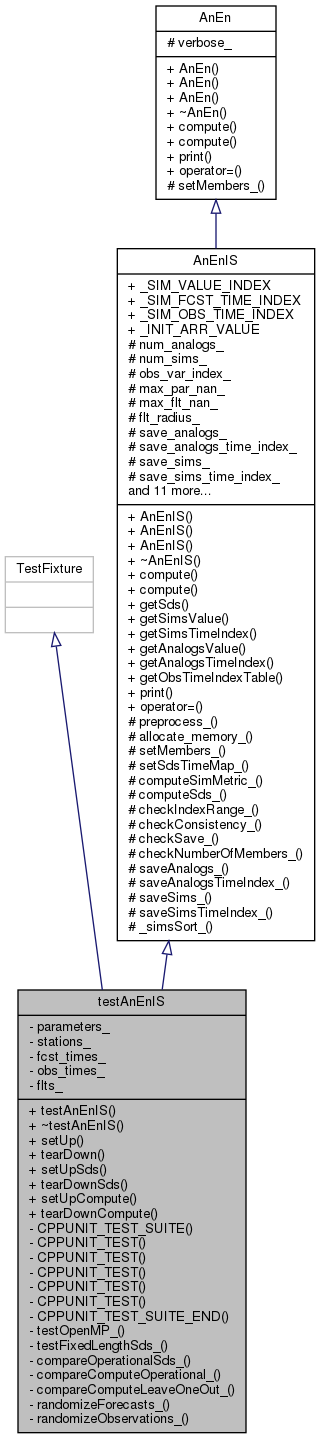 AnEn
# verbose_
+ AnEn()
+ AnEn()
+ AnEn()
+ ~AnEn()
+ compute()
+ compute()
+ print()
+ operator=()
# setMembers_()
AnEnIS
+ _SIM_VALUE_INDEX
+ _SIM_FCST_TIME_INDEX
+ _SIM_OBS_TIME_INDEX
+ _INIT_ARR_VALUE
# num_analogs_
# num_sims_
# obs_var_index_
# max_par_nan_
# max_flt_nan_
# flt_radius_
# save_analogs_
# save_analogs_time_index_
# save_sims_
# save_sims_time_index_
and 11 more...
+ AnEnIS()
+ AnEnIS()
+ AnEnIS()
+ ~AnEnIS()
+ compute()
+ compute()
+ getSds()
+ getSimsValue()
+ getSimsTimeIndex()
+ getAnalogsValue()
+ getAnalogsTimeIndex()
+ getObsTimeIndexTable()
+ print()
+ operator=()
# preprocess_()
# allocate_memory_()
# setMembers_()
# setSdsTimeMap_()
# computeSimMetric_()
# computeSds_()
# checkIndexRange_()
# checkConsistency_()
# checkSave_()
# checkNumberOfMembers_()
# saveAnalogs_()
# saveAnalogsTimeIndex_()
# saveSims_()
# saveSimsTimeIndex_()
# _simsSort_()
TestFixture
testAnEnIS
- parameters_
- stations_
- fcst_times_
- obs_times_
- flts_
+ testAnEnIS()
+ ~testAnEnIS()
+ setUp()
+ tearDown()
+ setUpSds()
+ tearDownSds()
+ setUpCompute()
+ tearDownCompute()
- CPPUNIT_TEST_SUITE()
- CPPUNIT_TEST()
- CPPUNIT_TEST()
- CPPUNIT_TEST()
- CPPUNIT_TEST()
- CPPUNIT_TEST()
- CPPUNIT_TEST_SUITE_END()
- testOpenMP_()
- testFixedLengthSds_()
- compareOperationalSds_()
- compareComputeOperational_()
- compareComputeLeaveOneOut_()
- randomizeForecasts_()
- randomizeObservations_()